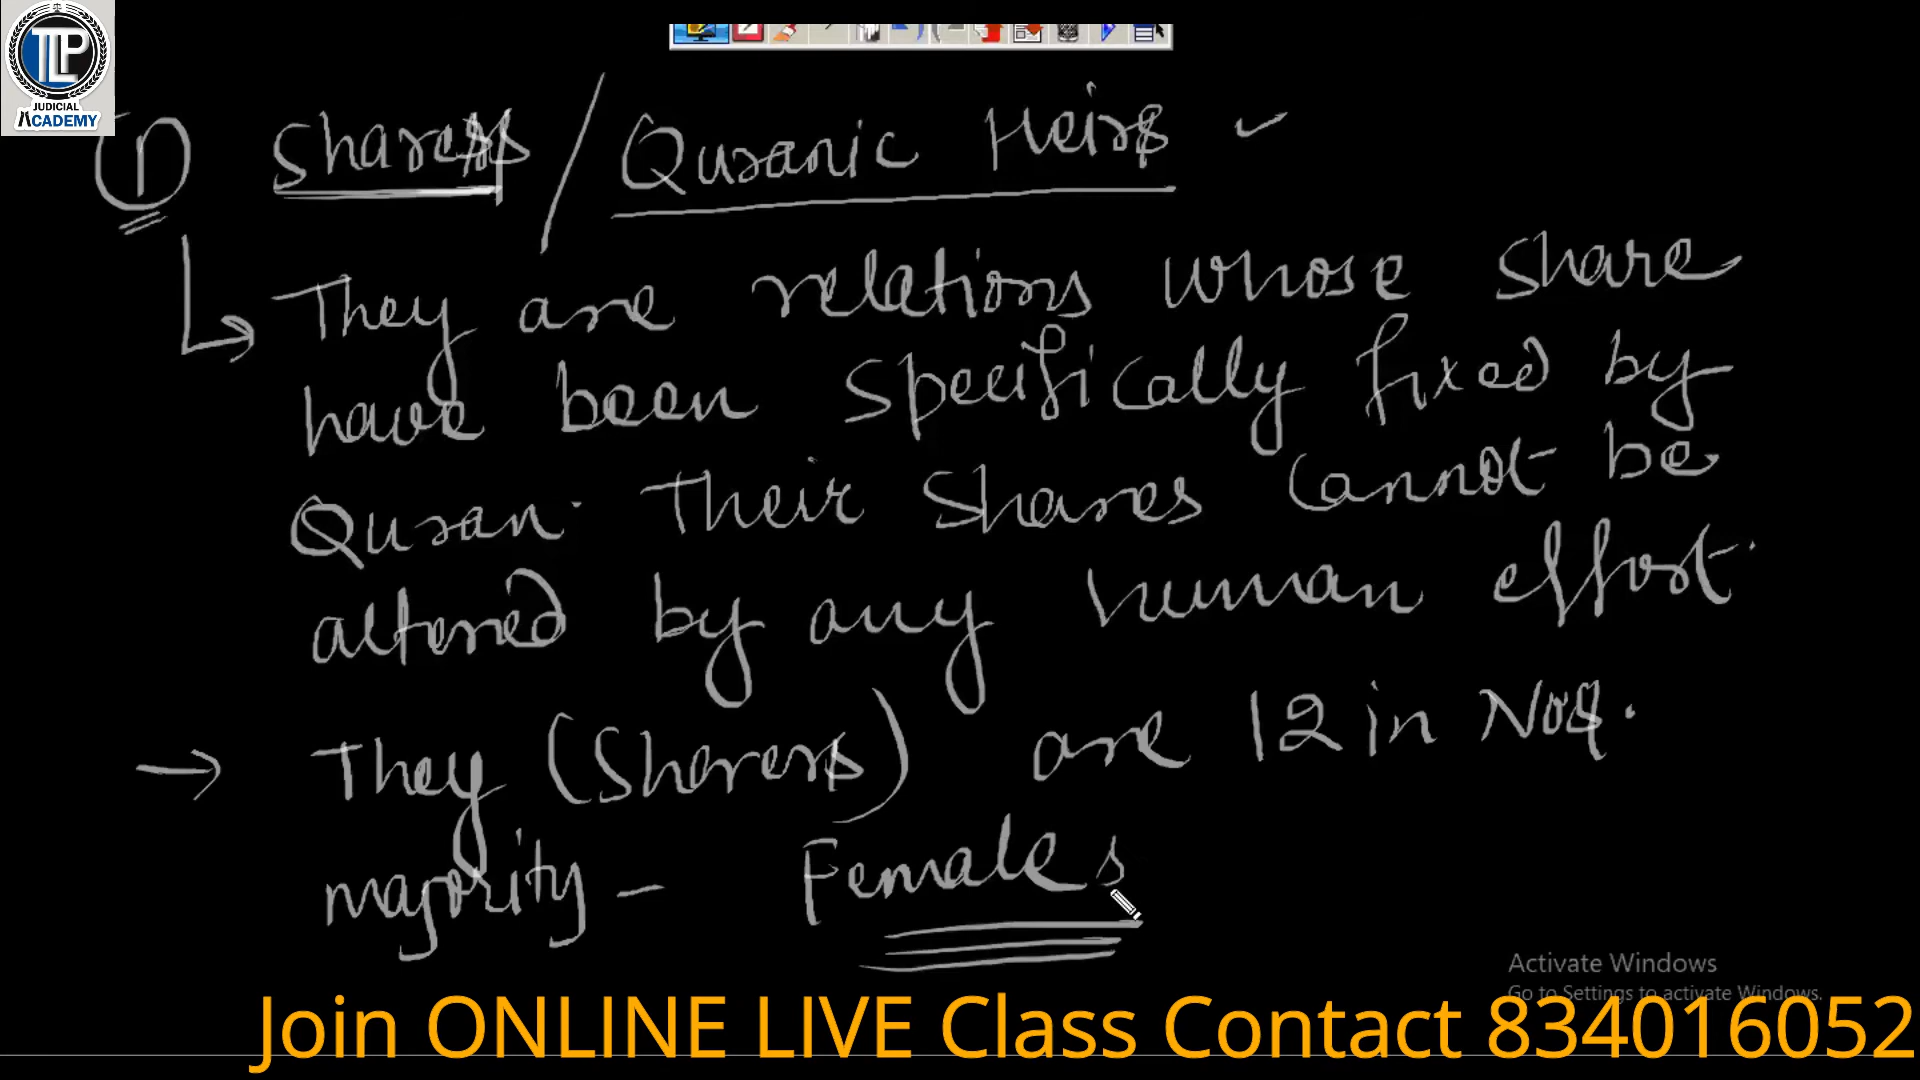 TLP
JUDICIAL
ACADEMY
① Sharers / Quranic Heirs
They are relations whose share
have been specifically fixed by
Quran. Their shares cannot be
altered by any human effort.
→ They (Sharers) are 12 in Nos.
majority - Females
Activate Windows
Go to Settings to activate Windows.
Join ONLINE LIVE Class Contact 834016052